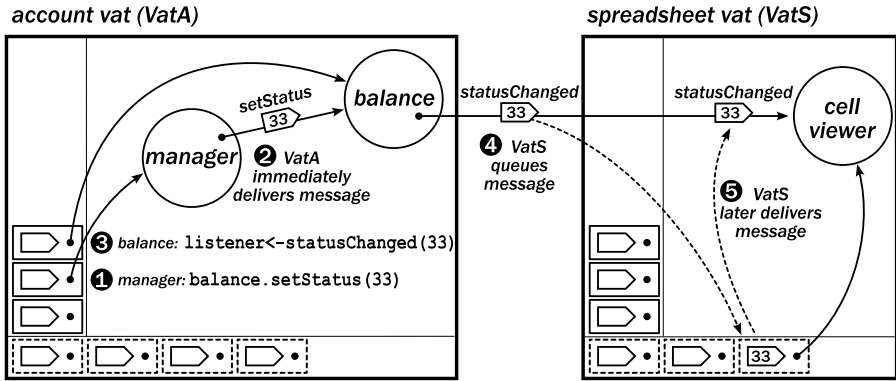 account vat (VatA)
spreadsheet vat (VatS)
setStatus
33
balance
manager
2 VatA
immediately
delivers message
3 balance: listener<-statusChanged(33)
1 manager: balance.setStatus(33)
statusChanged
33
4 VatS
queues
message
statusChanged
33
cell
viewer
5 VatS
later delivers
message
33